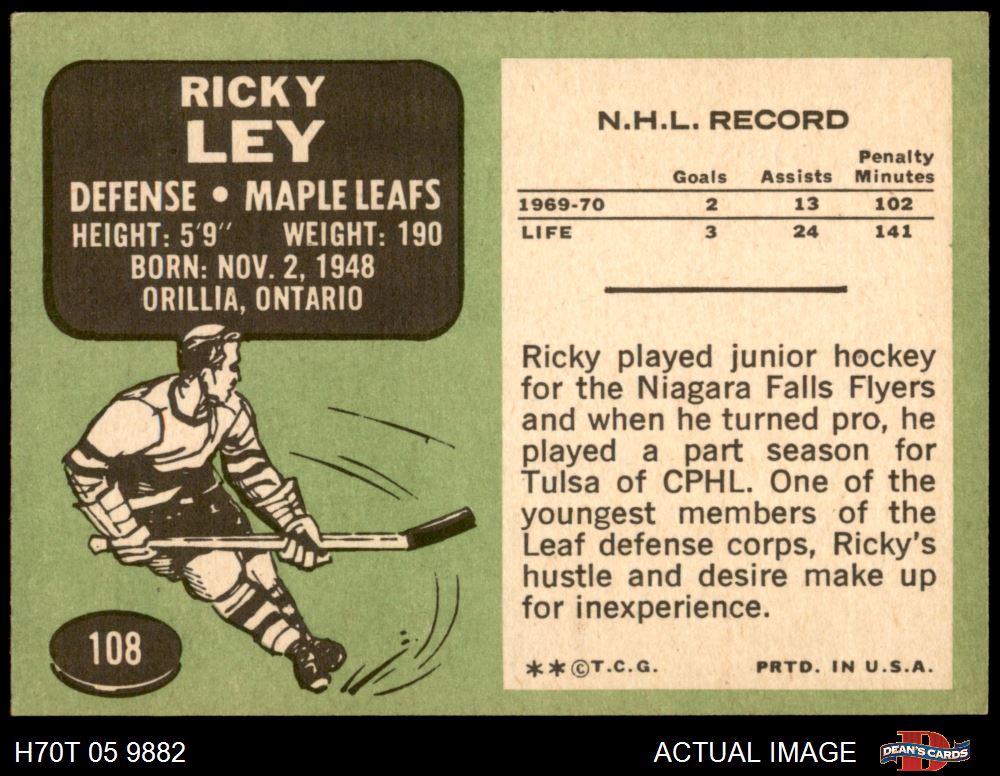 RICKY
LEY
DEFENSE • MAPLE LEAFS
HEIGHT: 5'9" WEIGHT: 190
BORN: NOV. 2, 1948
ORILLIA, ONTARIO
108
N.H.L. RECORD
Goals Assists Penalty Minutes
1969-70 2 13 102
LIFE 3 24 141
Ricky played junior hockey
for the Niagara Falls Flyers
and when he turned pro, he
played a part season for
Tulsa of CPHL. One of the
youngest members of the
Leaf defense corps, Ricky's
hustle and desire make up
for inexperience.
**©T.C.G. PRTD. IN U.S.A.
H70T 05 9882 ACTUAL IMAGE DEAN'S CARDS